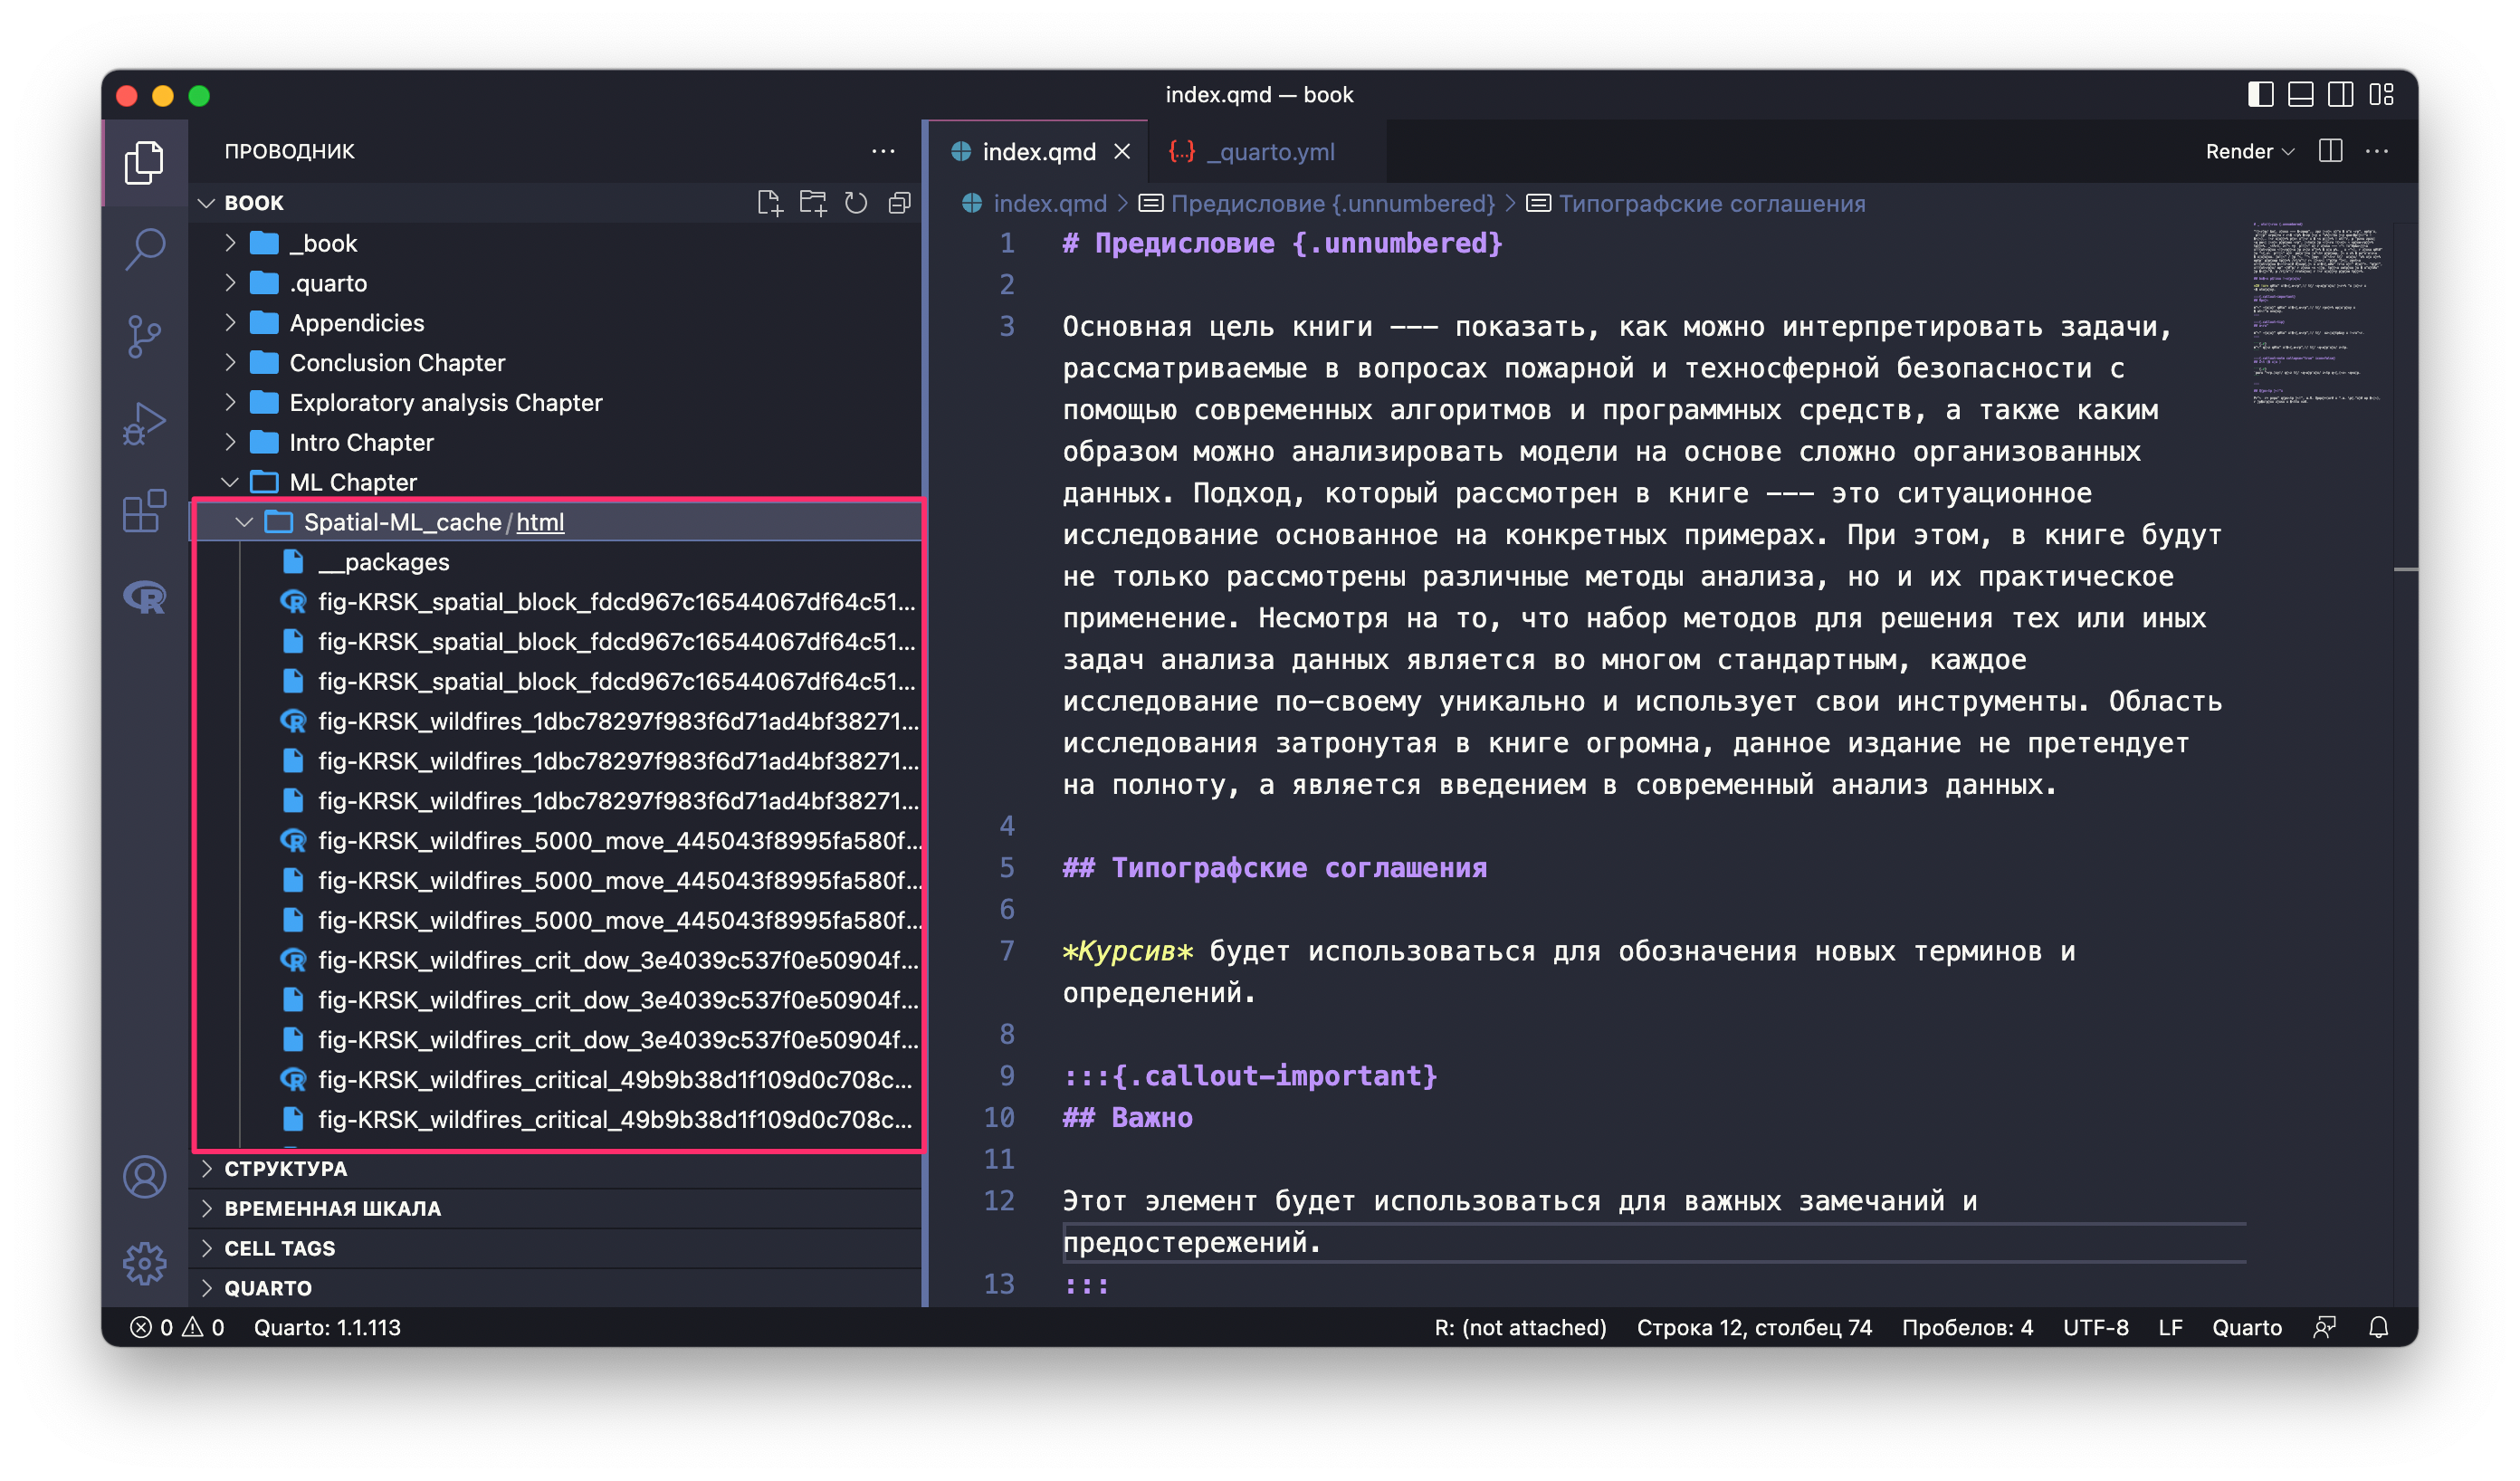 index.qmd — book
ПРОВОДНИК
BOOK
_book
.quarto
Appendicies
Conclusion Chapter
Exploratory analysis Chapter
Intro Chapter
ML Chapter
Spatial-ML_cache/html
__packages
fig-KRSK_spatial_block_fdcd967c16544067df64c51...
fig-KRSK_spatial_block_fdcd967c16544067df64c51...
fig-KRSK_spatial_block_fdcd967c16544067df64c51...
fig-KRSK_wildfires_1dbc78297f983f6d71ad4bf38271...
fig-KRSK_wildfires_1dbc78297f983f6d71ad4bf38271...
fig-KRSK_wildfires_1dbc78297f983f6d71ad4bf38271...
fig-KRSK_wildfires_5000_move_445043f8995fa580f...
fig-KRSK_wildfires_5000_move_445043f8995fa580f...
fig-KRSK_wildfires_5000_move_445043f8995fa580f...
fig-KRSK_wildfires_crit_dow_3e4039c537f0e50904f...
fig-KRSK_wildfires_crit_dow_3e4039c537f0e50904f...
fig-KRSK_wildfires_crit_dow_3e4039c537f0e50904f...
fig-KRSK_wildfires_critical_49b9b38d1f109d0c708c...
fig-KRSK_wildfires_critical_49b9b38d1f109d0c708c...
СТРУКТУРА
ВРЕМЕННАЯ ШКАЛА
CELL TAGS
QUARTO
index.qmd
{..} _quarto.yml
Render
index.qmd > Предисловие {.unnumbered} > Типографские соглашения
1 # Предисловие {.unnumbered}
2
3 Основная цель книги --- показать, как можно интерпретировать задачи,
рассматриваемые в вопросах пожарной и техносферной безопасности с
помощью современных алгоритмов и программных средств, а также каким
образом можно анализировать модели на основе сложно организованных
данных. Подход, который рассмотрен в книге --- это ситуационное
исследование основанное на конкретных примерах. При этом, в книге будут
не только рассмотрены различные методы анализа, но и их практическое
применение. Несмотря на то, что набор методов для решения тех или иных
задач анализа данных является во многом стандартным, каждое
исследование по-своему уникально и использует свои инструменты. Область
исследования затронутая в книге огромна, данное издание не претендует
на полноту, а является введением в современный анализ данных.
4
5 ## Типографские соглашения
6
7 *Курсив* будет использоваться для обозначения новых терминов и
определений.
8
9 :::{.callout-important}
10 ## Важно
11
12 Этот элемент будет использоваться для важных замечаний и
предостережений.
13 :::
0 0 Quarto: 1.1.113
R: (not attached) Строка 12, столбец 74 Пробелов: 4 UTF-8 LF Quarto